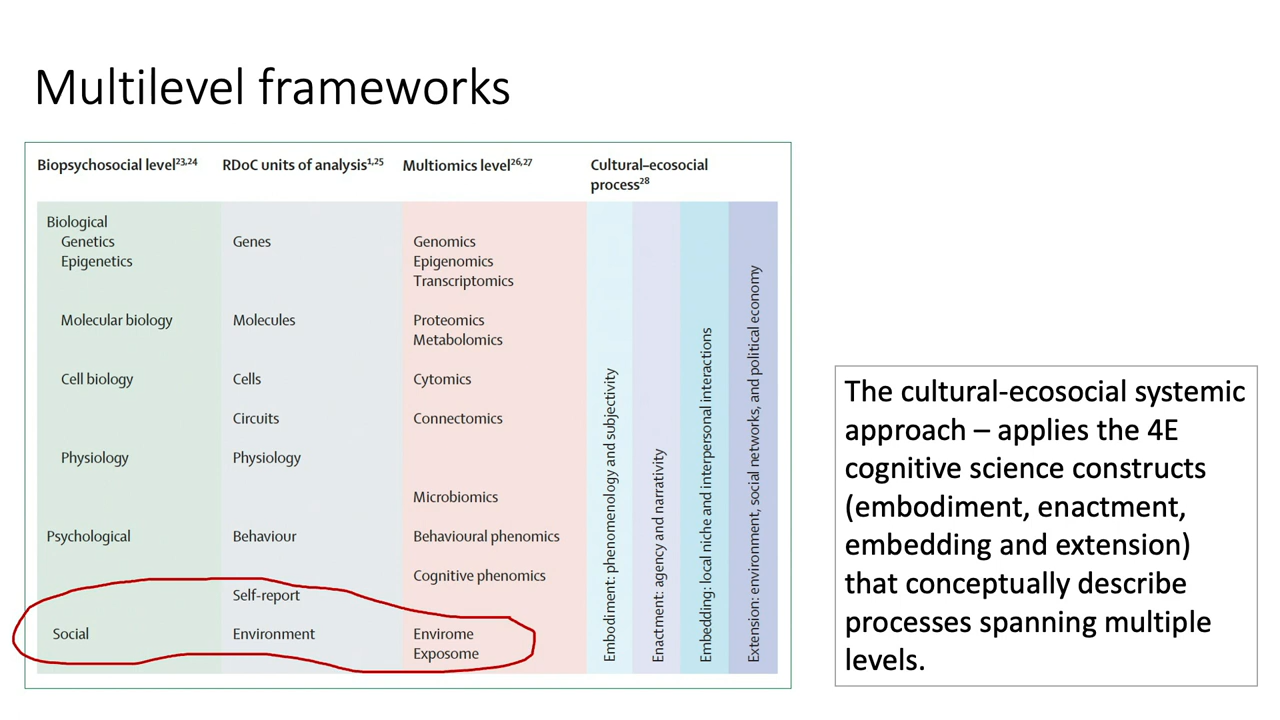 Multilevel frameworks
Biopsychosocial level23,24 RDoC units of analysis1,25 Multiomics level26,27 Cultural–ecosocial
process28
Biological
Genetics Genes Genomics
Epigenetics Epigenomics
Transcriptomics
Molecular biology Molecules Proteomics
Metabolomics
Cell biology Cells Cytomics
Circuits Connectomics
Physiology Physiology
Microbiomics
Psychological Behaviour Behavioural phenomics
Cognitive phenomics
Self-report
Social Environment Envirome
Exposome
Embodiment: phenomenology and subjectivity
Enactment: agency and narrativity
Embedding: local niche and interpersonal interactions
Extension: environment, social networks, and political economy
The cultural-ecosocial systemic
approach – applies the 4E
cognitive science constructs
(embodiment, enactment,
embedding and extension)
that conceptually describe
processes spanning multiple
levels.